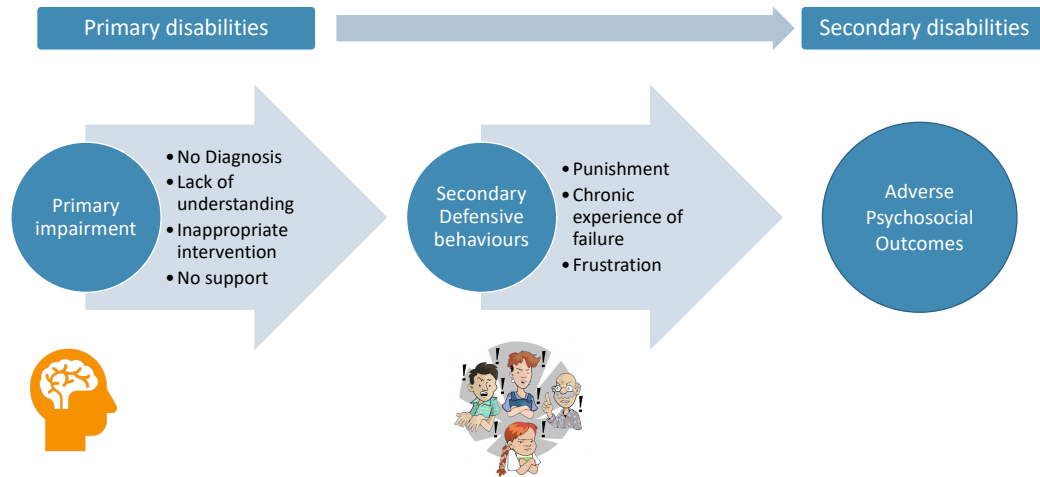 Primary disabilities
Secondary disabilities
Primary
impairment
•No Diagnosis
•Lack of
understanding
•Inappropriate
intervention
•No support
Secondary
Defensive
behaviours
•Punishment
•Chronic
experience of
failure
•Frustration
Adverse
Psychosocial
Outcomes
! ! ! ! ! ! ! !